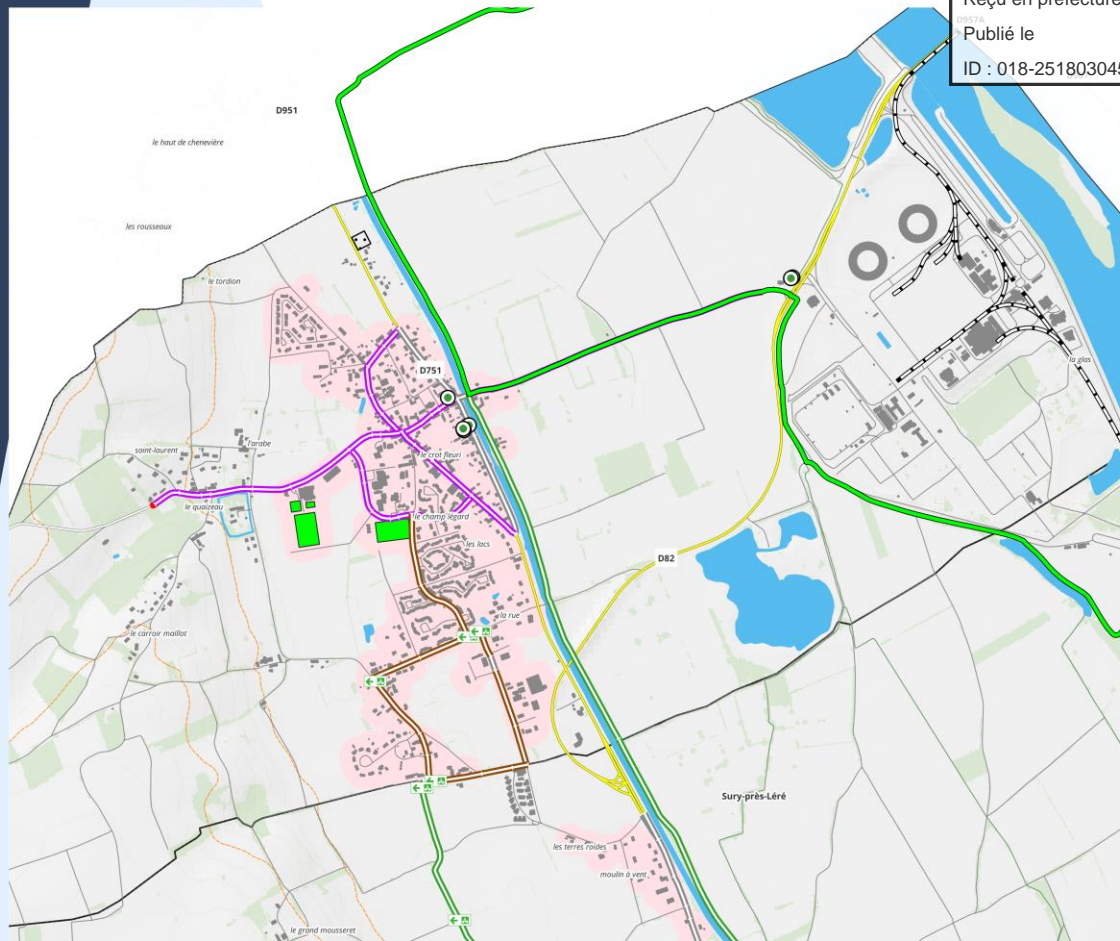 Reçu en préfecture
D957A
Publié le
ID : 018-251803045
D951
le haut de chenevière
les rousseaux
le tordion
la glas
D751
l'arabe
saint-laurent
le crot fleuri
le quaizeau
le champ légard
les lacs
D82
la rue
le carroir maillot
Sury-près-Léré
les terres roides
moulin à vent
le grand mousseret